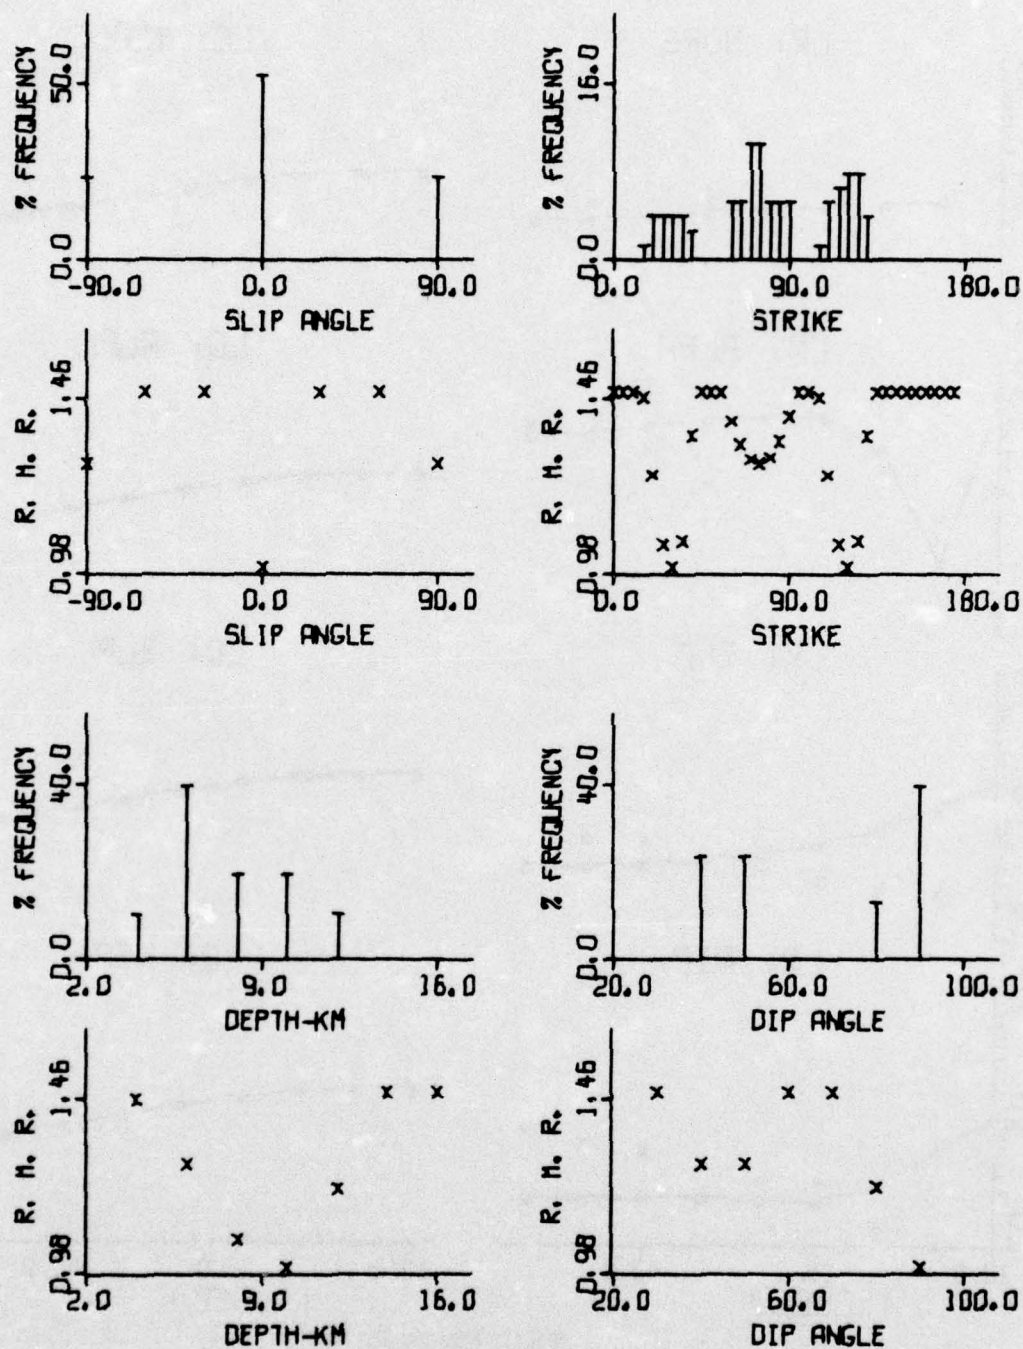 % FREQUENCY
50.0
0.0
-90.0 0.0 90.0
SLIP ANGLE
% FREQUENCY
16.0
0.0
0.0 90.0 180.0
STRIKE
R. M. R.
1.46
0.98
-90.0 0.0 90.0
SLIP ANGLE
R. M. R.
1.46
0.98
0.0 90.0 180.0
STRIKE
% FREQUENCY
40.0
0.0
2.0 9.0 16.0
DEPTH-KM
% FREQUENCY
40.0
0.0
20.0 60.0 100.0
DIP ANGLE
R. M. R.
1.46
0.98
2.0 9.0 16.0
DEPTH-KM
R. M. R.
1.46
0.98
20.0 60.0 100.0
DIP ANGLE